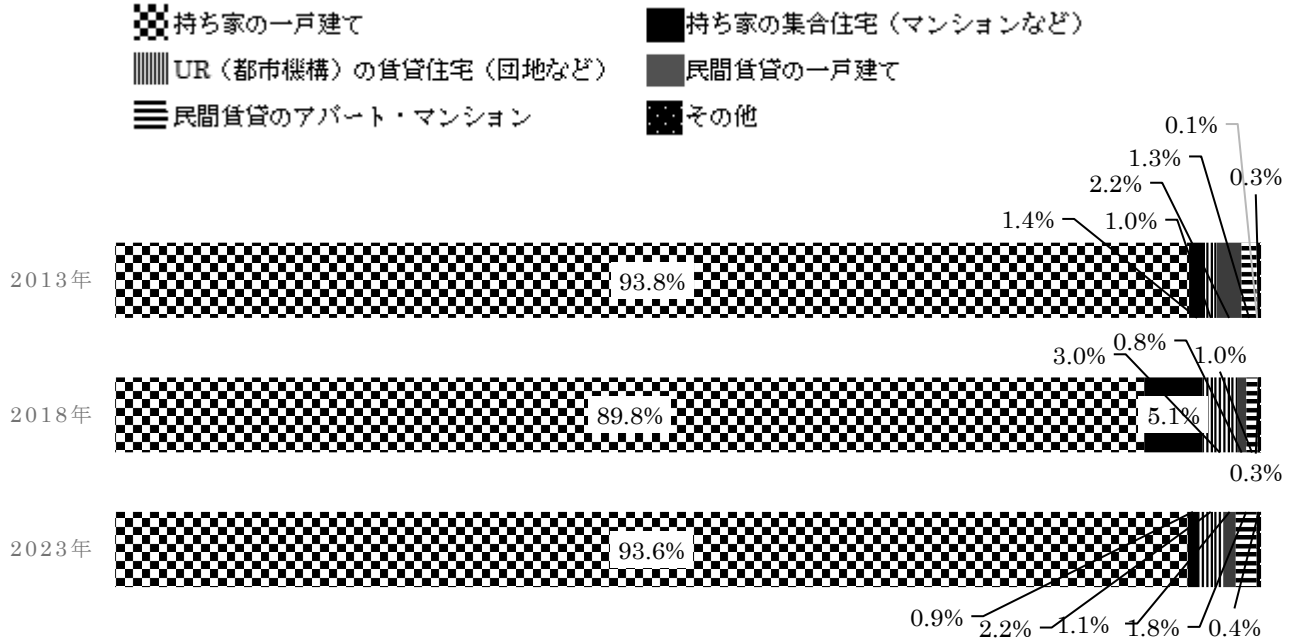 持ち家の一戸建て 持ち家の集合住宅（マンションなど）
UR（都市機構）の賃貸住宅（団地など） 民間賃貸の一戸建て
民間賃貸のアパート・マンション その他
0.1%
1.3%
0.3%
2.2%
1.4% 1.0%
2013年 93.8%
0.8%
3.0% 1.0%
2018年 89.8% 5.1%
0.3%
2023年 93.6%
0.9% 2.2% 1.1% 1.8% 0.4%